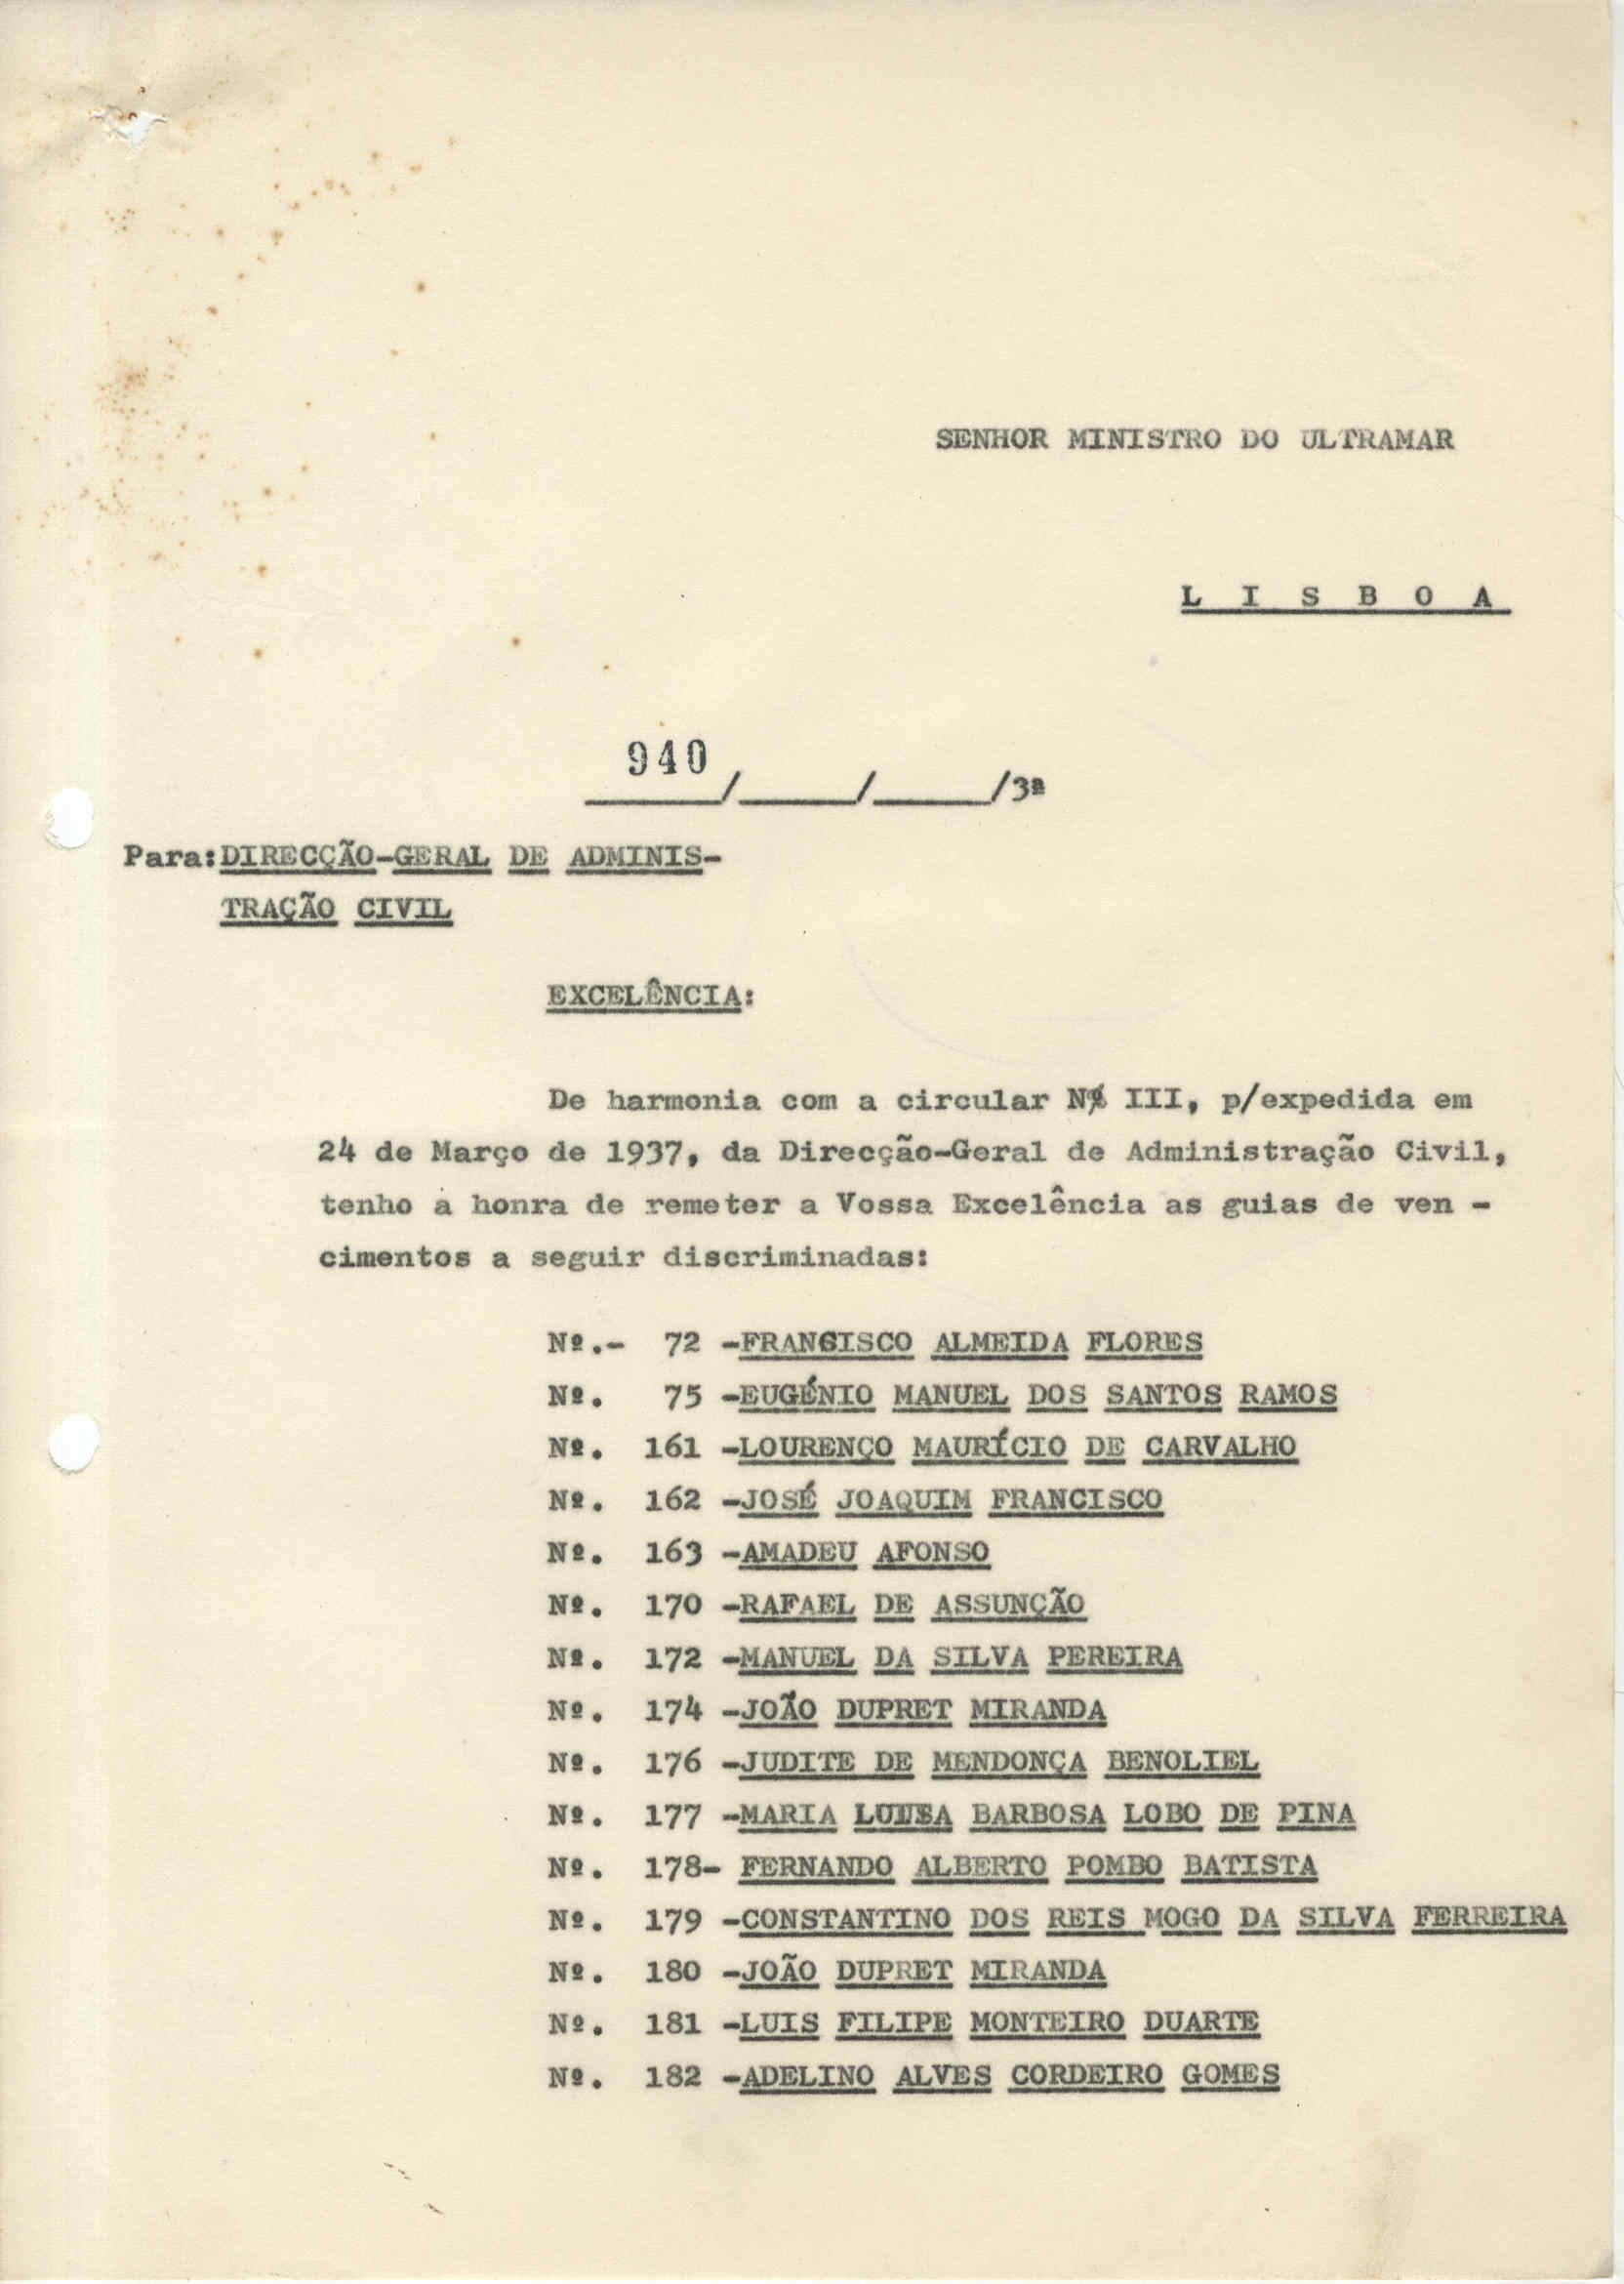 SENHOR MINISTRO DO ULTRAMAR
L I S B O A
940
_____/_____/_____/3ª
Para:DIRECÇÃO-GERAL DE ADMINIS-
TRAÇÃO CIVIL
EXCELÊNCIA:
De harmonia com a circular Nº III, p/expedida em
24 de Março de 1937, da Direcção-Geral de Administração Civil,
tenho a honra de remeter a Vossa Excelência as guias de ven -
cimentos a seguir discriminadas:
Nº.- 72 -FRANCISCO ALMEIDA FLORES
Nº. 75 -EUGÉNIO MANUEL DOS SANTOS RAMOS
Nº. 161 -LOURENÇO MAURÍCIO DE CARVALHO
Nº. 162 -JOSÉ JOAQUIM FRANCISCO
Nº. 163 -AMADEU AFONSO
Nº. 170 -RAFAEL DE ASSUNÇÃO
Nº. 172 -MANUEL DA SILVA PEREIRA
Nº. 174 -JOÃO DUPRET MIRANDA
Nº. 176 -JUDITE DE MENDONÇA BENOLIEL
Nº. 177 -MARIA LUISA BARBOSA LOBO DE PINA
Nº. 178- FERNANDO ALBERTO POMBO BATISTA
Nº. 179 -CONSTANTINO DOS REIS MOGO DA SILVA FERREIRA
Nº. 180 -JOÃO DUPRET MIRANDA
Nº. 181 -LUIS FILIPE MONTEIRO DUARTE
Nº. 182 -ADELINO ALVES CORDEIRO GOMES